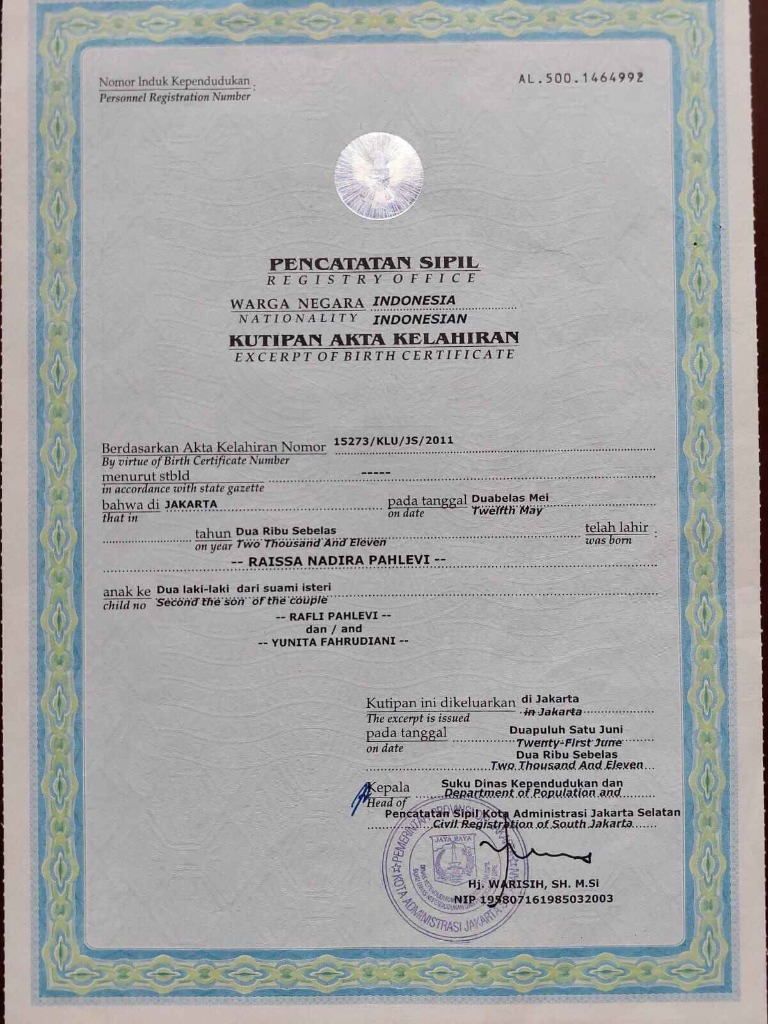 Nomor Induk Kependudukan :
Personnel Registration Number
AL.500.1464992
PENCATATAN SIPIL
REGISTRY OFFICE
WARGA NEGARA INDONESIA
NATIONALITY INDONESIAN
KUTIPAN AKTA KELAHIRAN
EXCERPT OF BIRTH CERTIFICATE
Berdasarkan Akta Kelahiran Nomor 15273/KLU/JS/2011
By virtue of Birth Certificate Number
menurut stbld -----
in accordance with state gazette
bahwa di JAKARTA pada tanggal Duabelas Mei
that in on date Twelfth May
tahun Dua Ribu Sebelas telah lahir :
on year Two Thousand And Eleven was born
-- RAISSA NADIRA PAHLEVI --
anak ke Dua laki-laki dari suami isteri
child no Second the son of the couple
-- RAFLI PAHLEVI --
dan / and
-- YUNITA FAHRUDIANI --
Kutipan ini dikeluarkan di Jakarta
The excerpt is issued in Jakarta
pada tanggal Duapuluh Satu Juni
on date Twenty-First June
Dua Ribu Sebelas
Two Thousand And Eleven
Kepala Suku Dinas Kependudukan dan
Head of Department of Population and
Pencatatan Sipil Kota Administrasi Jakarta Selatan
Civil Registration of South Jakarta
JAYA RAYA
KOTA ADMINISTRASI JAKARTA
Hj. WARISIH, SH. M.Si
NIP 195807161985032003